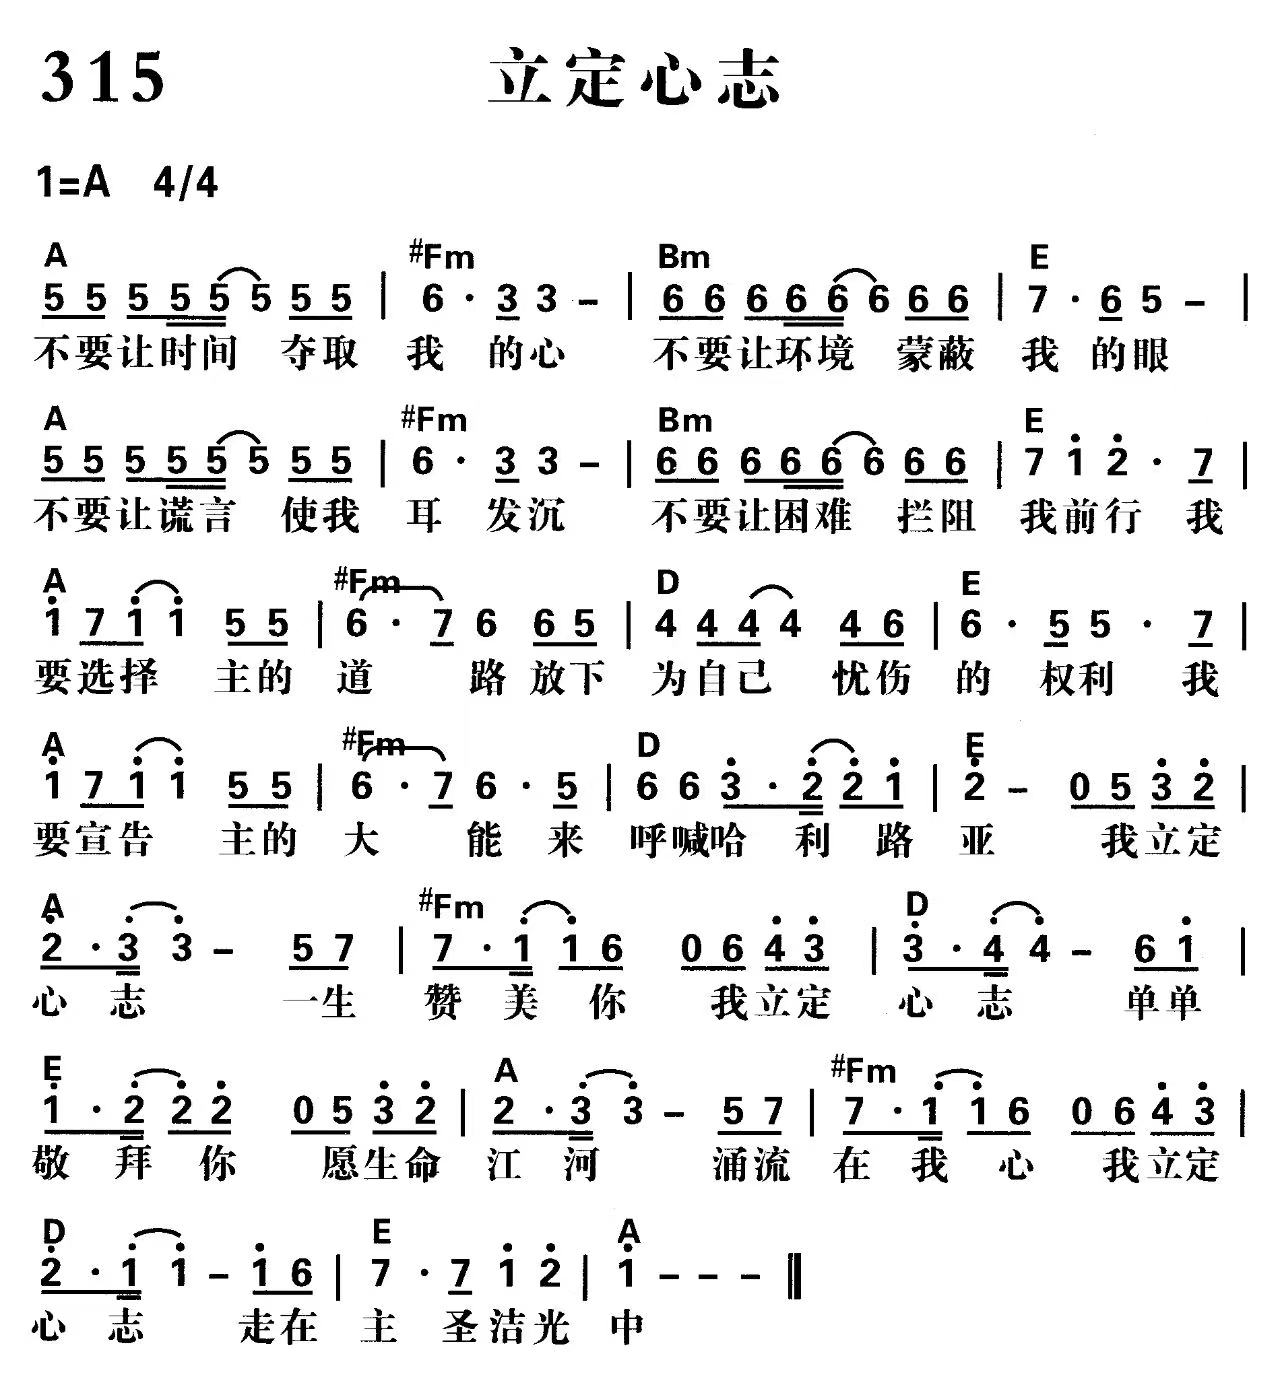 315 立定心志
1=A 4/4
A #Fm Bm E
5 5 5 5 5 5 5 5 | 6 · 3 3 – | 6 6 6 6 6 6 6 6 | 7 · 6 5 – |
不要让时间 夺取 我 的心 不要让环境 蒙蔽 我 的眼
A #Fm Bm E
5 5 5 5 5 5 5 5 | 6 · 3 3 – | 6 6 6 6 6 6 6 6 | 7 1̇ 2̇ · 7 |
不要让谎言 使我 耳 发沉 不要让困难 拦阻 我前行 我
A #Fm D E
1̇ 7 1̇ 1̇ 5 5 | 6 · 7 6 6 5 | 4 4 4 4 4 6 | 6 · 5 5 · 7 |
要选择 主的 道 路放下 为自己 忧伤 的 权利 我
A #Fm D E
1̇ 7 1̇ 1̇ 5 5 | 6 · 7 6 · 5 | 6 6 3̇ · 2̇ 2̇ 1̇ | 2̇ – 0 5 3̇ 2̇ |
要宣告 主的 大 能 来 呼喊哈 利 路 亚 我立定
A #Fm D
2̇ · 3̇ 3̇ – 5 7 | 7 · 1̇ 1̇ 6 0 6 4̇ 3̇ | 3̇ · 4̇ 4̇ – 6 1̇ |
心 志 一生 赞 美 你 我立定 心 志 单单
E A #Fm
1̇ · 2̇ 2̇ 2̇ 0 5 3̇ 2̇ | 2 · 3̇ 3̇ – 5 7 | 7 · 1̇ 1̇ 6 0 6 4̇ 3̇ |
敬 拜 你 愿生命 江 河 涌流 在 我 心 我立定
D E A
2̇ · 1̇ 1̇ – 1̇ 6 | 7 · 7 1̇ 2̇ | 1̇ – – – ‖
心 志 走在 主 圣洁光 中